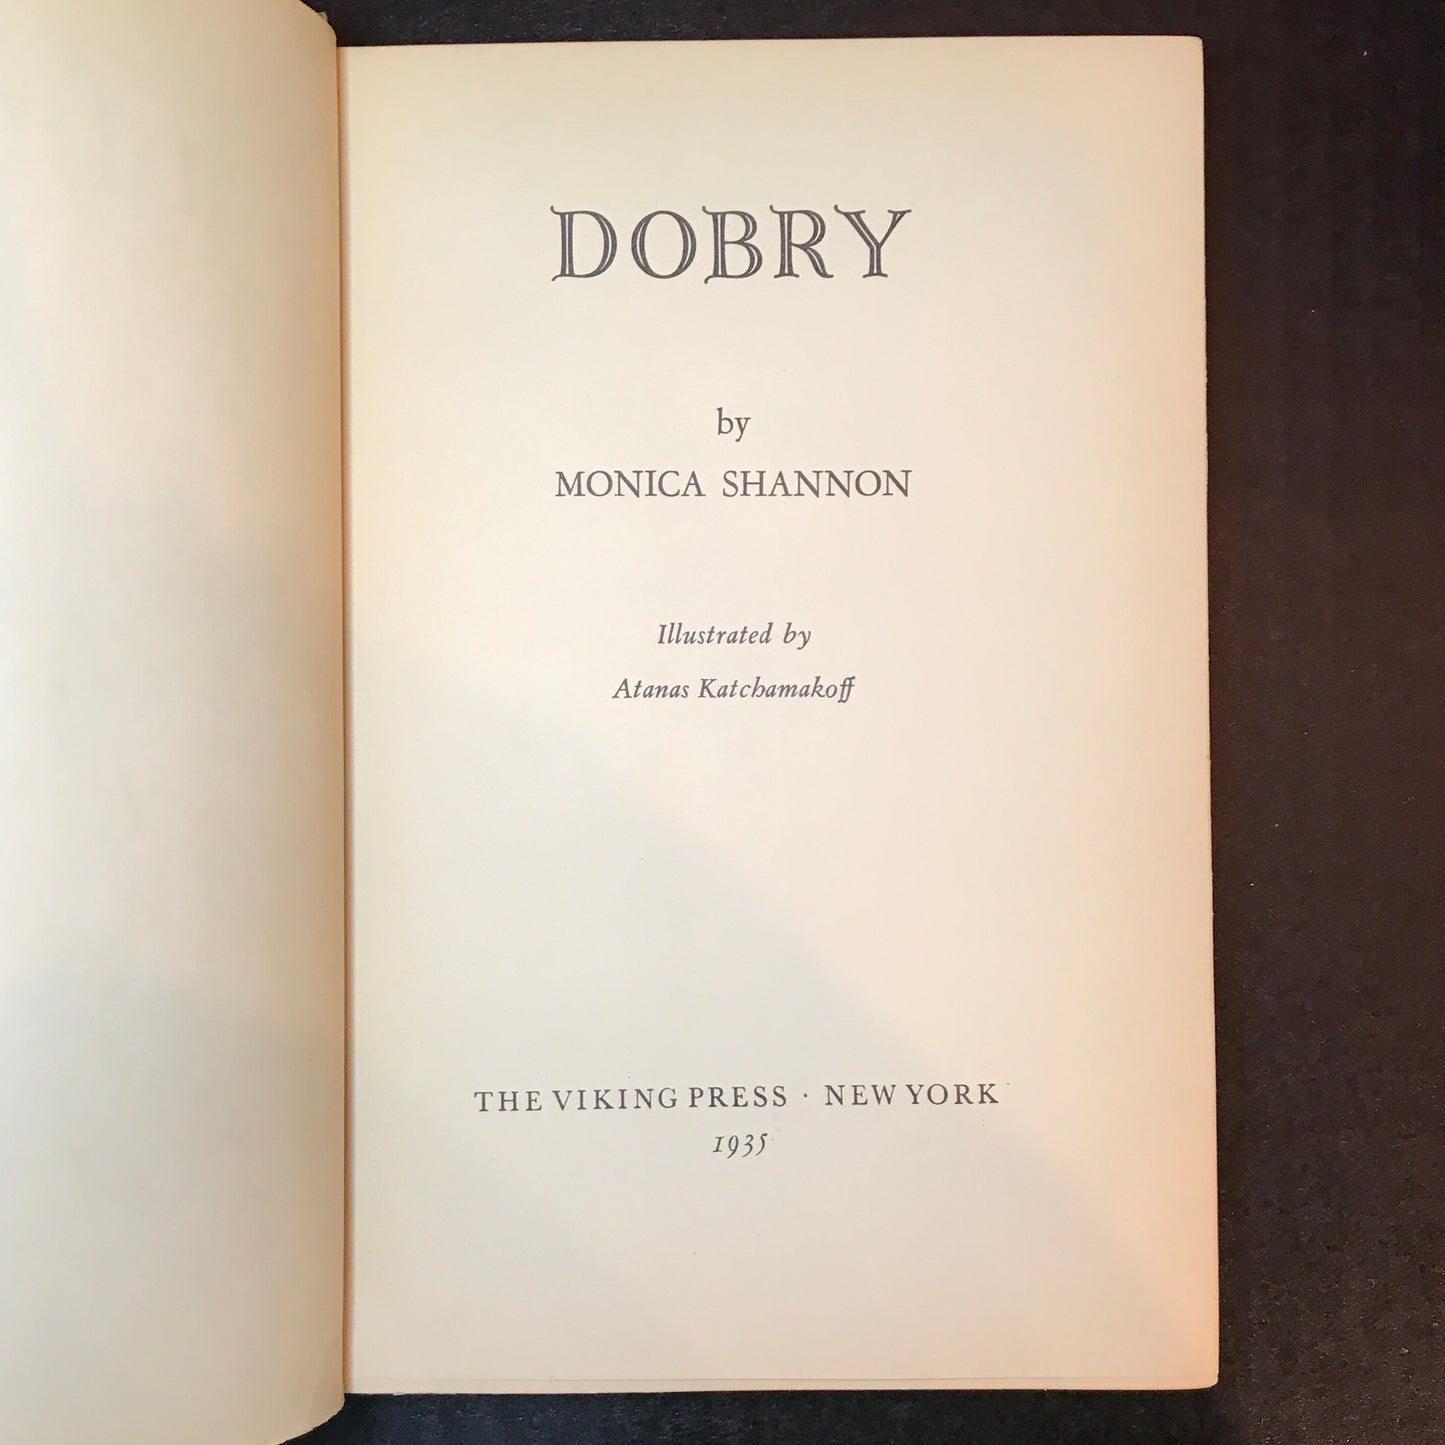 DOBRY
by
MONICA SHANNON
Illustrated by
Atanas Katchamakoff
THE VIKING PRESS · NEW YORK
1935